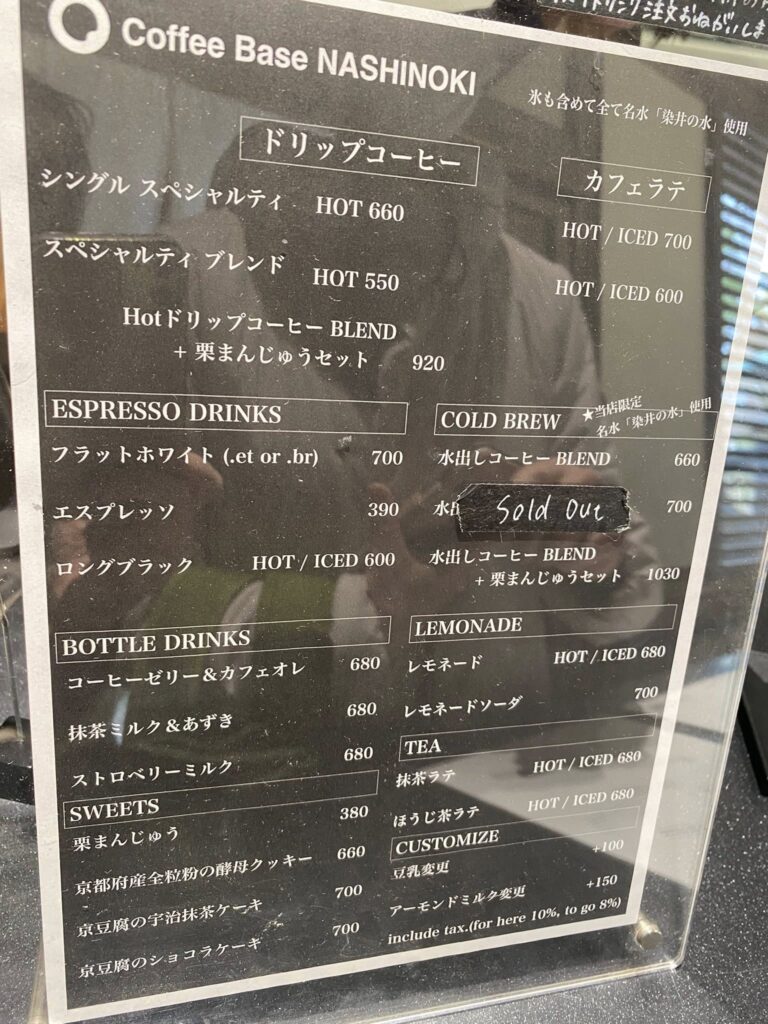 ドリンク注文おねがいしま
Coffee Base NASHINOKI
氷も含めて全て名水「染井の水」使用
ドリップコーヒー
シングル スペシャルティ HOT 660
スペシャルティ ブレンド HOT 550
Hotドリップコーヒー BLEND
+ 栗まんじゅうセット 920
カフェラテ
HOT / ICED 700
HOT / ICED 600
ESPRESSO DRINKS
フラットホワイト (.et or .br) 700
エスプレッソ 390
ロングブラック HOT / ICED 600
COLD BREW
★当店限定
名水「染井の水」使用
水出しコーヒー BLEND 660
水出 Sold Out 700
水出しコーヒー BLEND
+ 栗まんじゅうセット 1030
BOTTLE DRINKS
コーヒーゼリー＆カフェオレ 680
抹茶ミルク＆あずき 680
ストロベリーミルク 680
LEMONADE
レモネード HOT / ICED 680
レモネードソーダ 700
TEA
抹茶ラテ HOT / ICED 680
ほうじ茶ラテ HOT / ICED 680
SWEETS
栗まんじゅう 380
京都府産全粒粉の酵母クッキー 660
京豆腐の宇治抹茶ケーキ 700
京豆腐のショコラケーキ 700
CUSTOMIZE
豆乳変更 +100
アーモンドミルク変更 +150
include tax.(for here 10%, to go 8%)